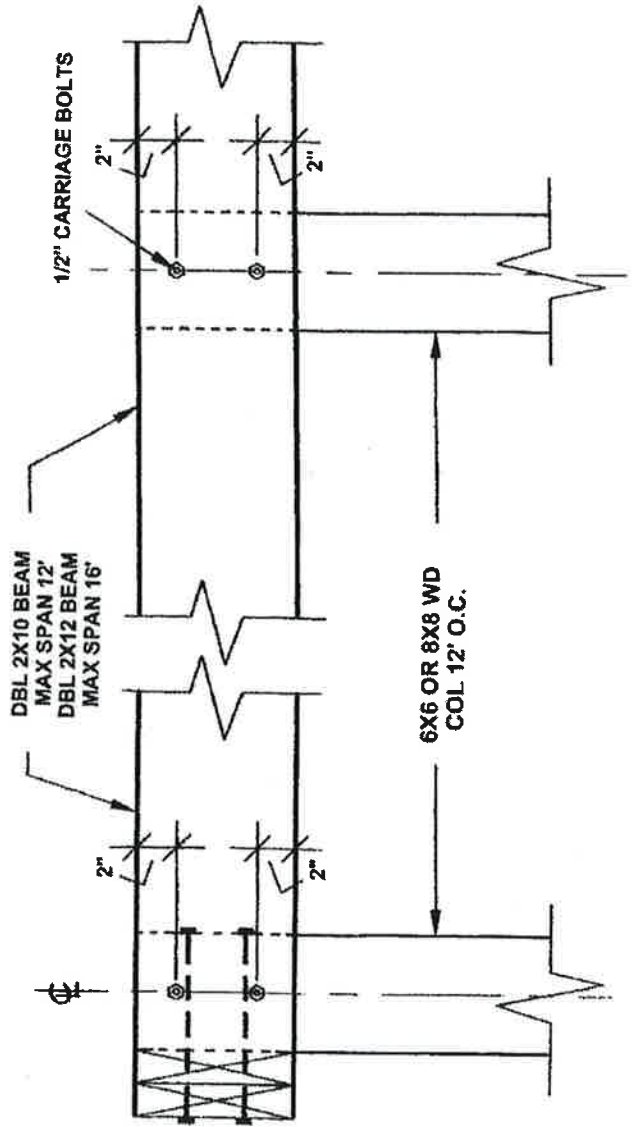 DBL 2X10 BEAM
MAX SPAN 12'
DBL 2X12 BEAM
MAX SPAN 16'
1/2" CARRIAGE BOLTS
2"
2"
2"
2"
6X6 OR 8X8 WD
COL 12' O.C.
℄